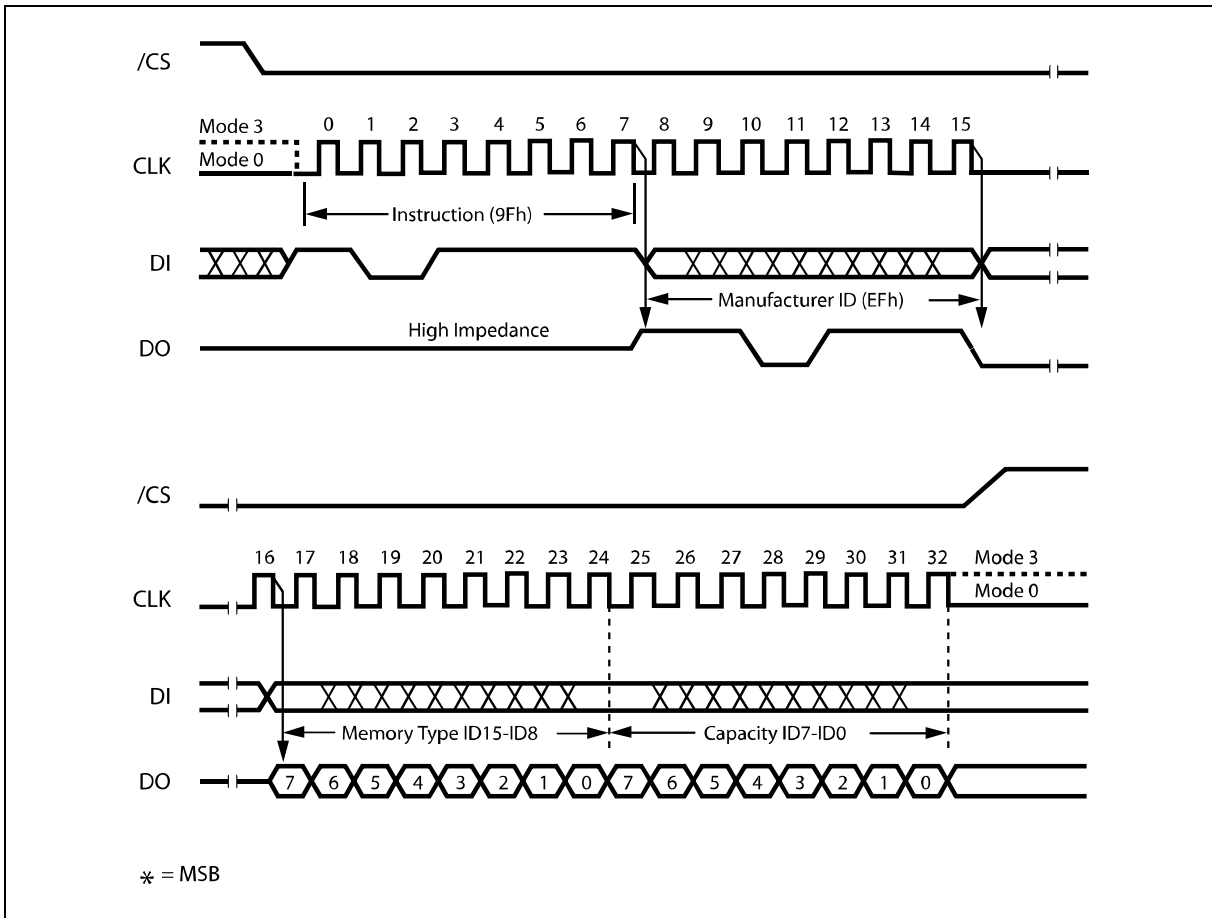 /CS
Mode 3
0 1 2 3 4 5 6 7 8 9 10 11 12 13 14 15
Mode 0
CLK
Instruction (9Fh)
DI
Manufacturer ID (EFh)
High Impedance
DO
/CS
16 17 18 19 20 21 22 23 24 25 26 27 28 29 30 31 32
Mode 3
Mode 0
CLK
DI
Memory Type ID15-ID8
Capacity ID7-ID0
DO
7 6 5 4 3 2 1 0 7 6 5 4 3 2 1 0
* = MSB